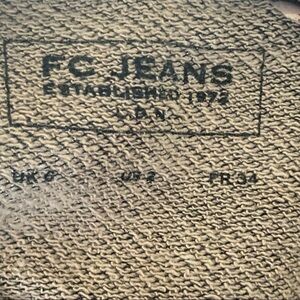 FC JEANS
ESTABLISHED 1972
L.D.N.
UK 6 US 2 FR 34